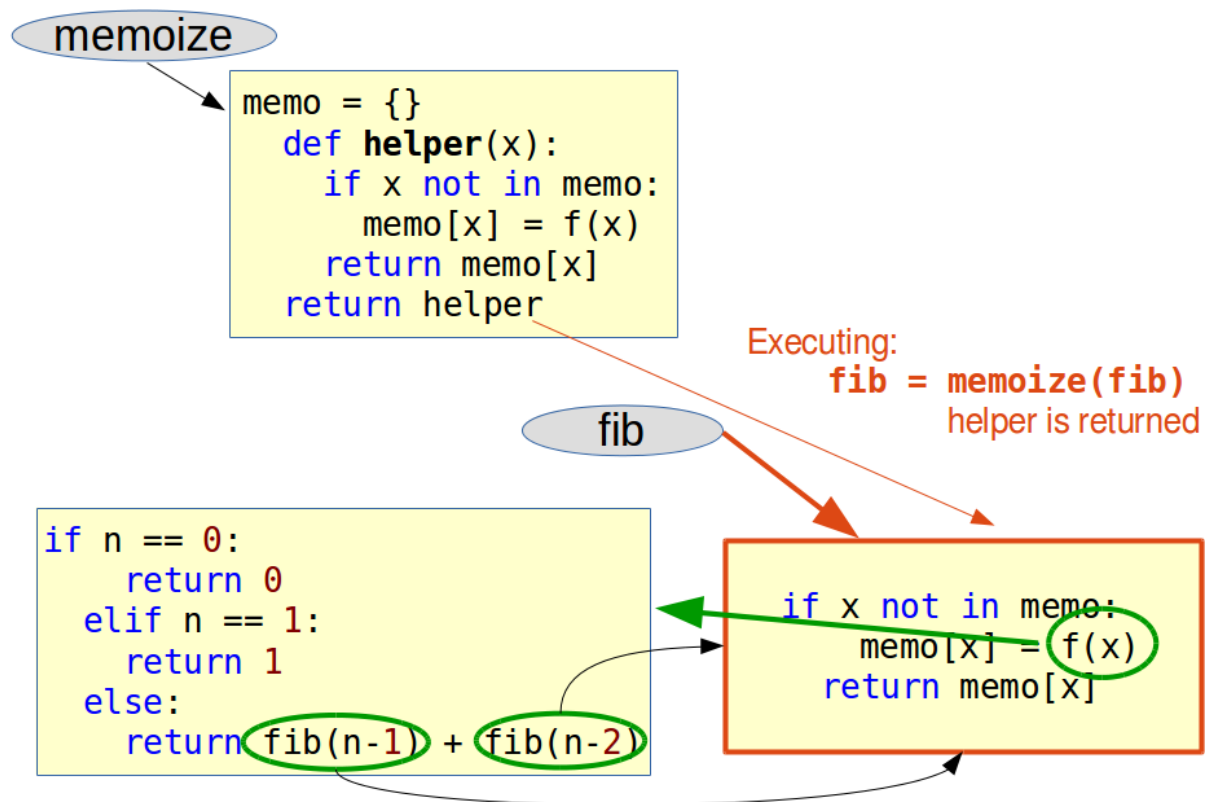 memoize
memo = {}
def helper(x):
if x not in memo:
memo[x] = f(x)
return memo[x]
return helper
Executing:
fib = memoize(fib)
helper is returned
fib
if n == 0:
return 0
elif n == 1:
return 1
else:
return fib(n-1) + fib(n-2)
if x not in memo:
memo[x] = f(x)
return memo[x]